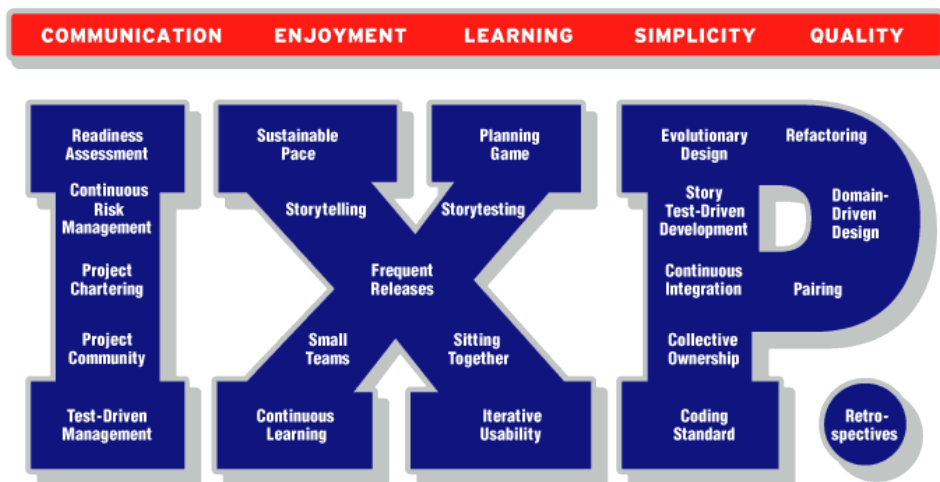 COMMUNICATION ENJOYMENT LEARNING SIMPLICITY QUALITY
IXP.
Readiness
Assessment
Continuous
Risk
Management
Project
Chartering
Project
Community
Test-Driven
Management
Sustainable
Pace
Planning
Game
Storytelling
Storytesting
Frequent
Releases
Small
Teams
Sitting
Together
Continuous
Learning
Iterative
Usability
Evolutionary
Design
Refactoring
Story
Test-Driven
Development
Domain-
Driven
Design
Continuous
Integration
Pairing
Collective
Ownership
Coding
Standard
Retro-
spectives